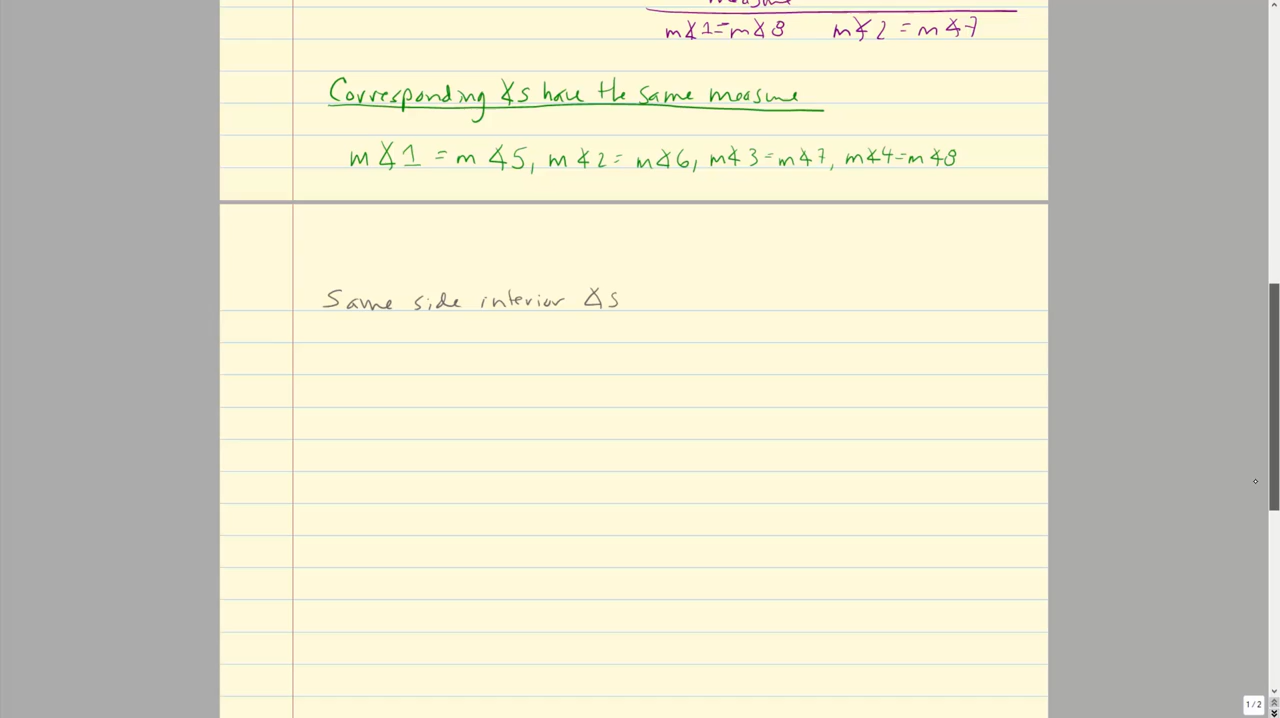 measure
m∡1=m∡8 m∡2 = m∡7
Corresponding ∡s have the same measure
m∡1 = m∡5, m∡2 = m∡6, m∡3=m∡7, m∡4=m∡8
Same side interior ∡s
1 / 2